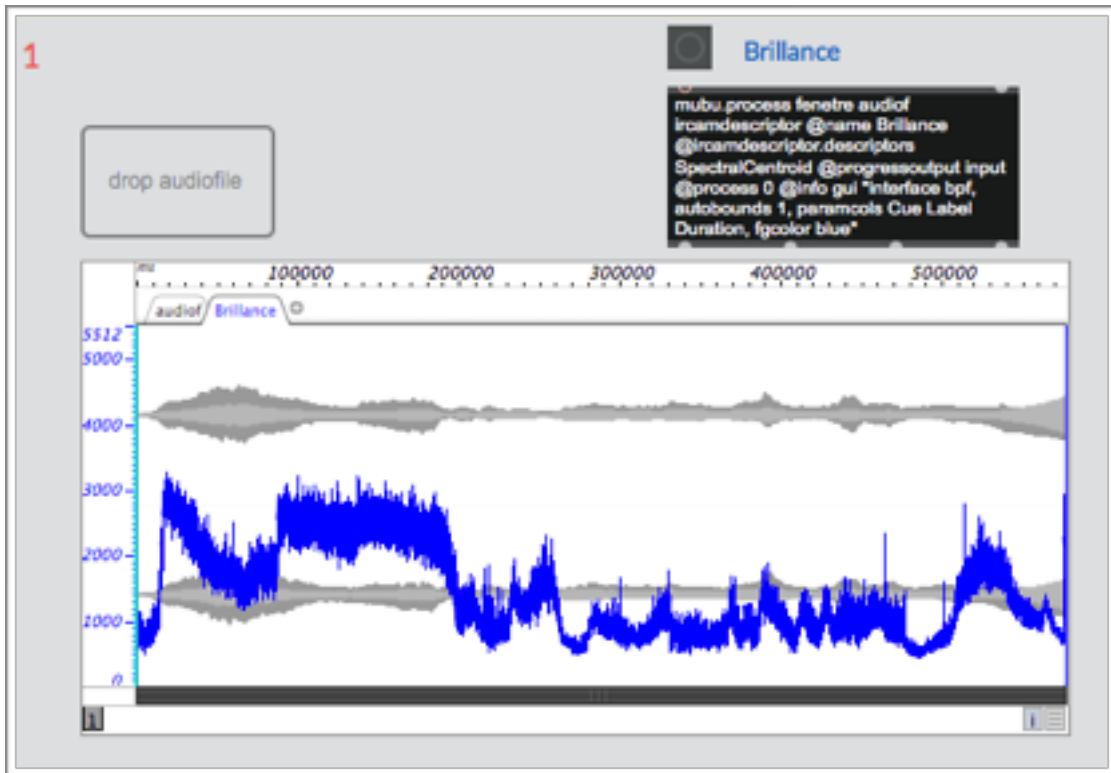 1
Brillance
mubu.process fenetre audiof
ircamdescriptor @name Brillance
@ircamdescriptor.descriptors
SpectralCentroid @progressoutput input
@process 0 @info gui "interface bpf,
autobounds 1, paramcols Cue Label
Duration, fgcolor blue"
drop audiofile
ms 100000 200000 300000 400000 500000
audiof Brillance
5512
5000
4000
3000
2000
1000
0
1 i